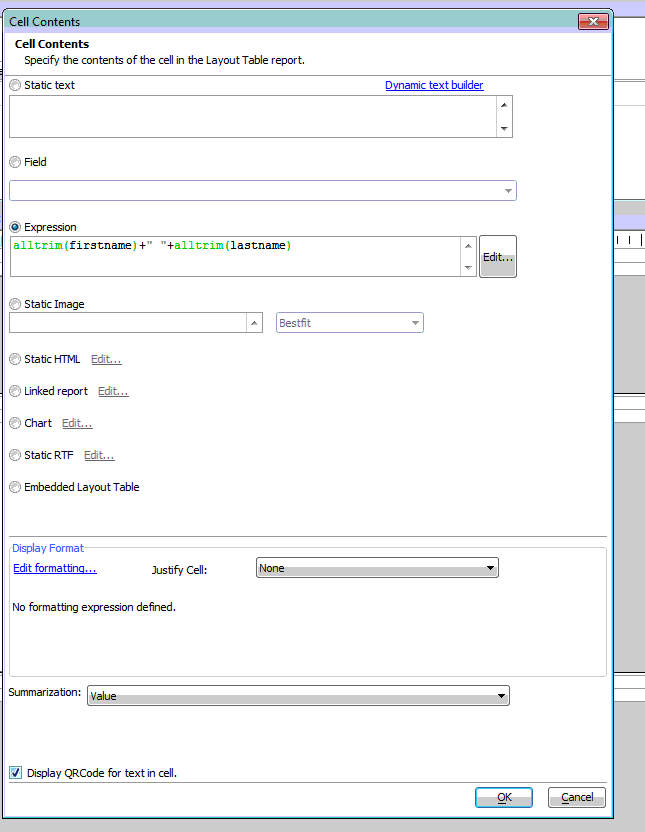 Cell Contents
Cell Contents
Specify the contents of the cell in the Layout Table report.
Static text Dynamic text builder
Field
Expression
alltrim(firstname)+" "+alltrim(lastname)
Edit...
Static Image
Bestfit
Static HTML Edit...
Linked report Edit...
Chart Edit...
Static RTF Edit...
Embedded Layout Table
Display Format
Edit formatting... Justify Cell: None
No formatting expression defined.
Summarization: Value
Display QRCode for text in cell.
OK Cancel